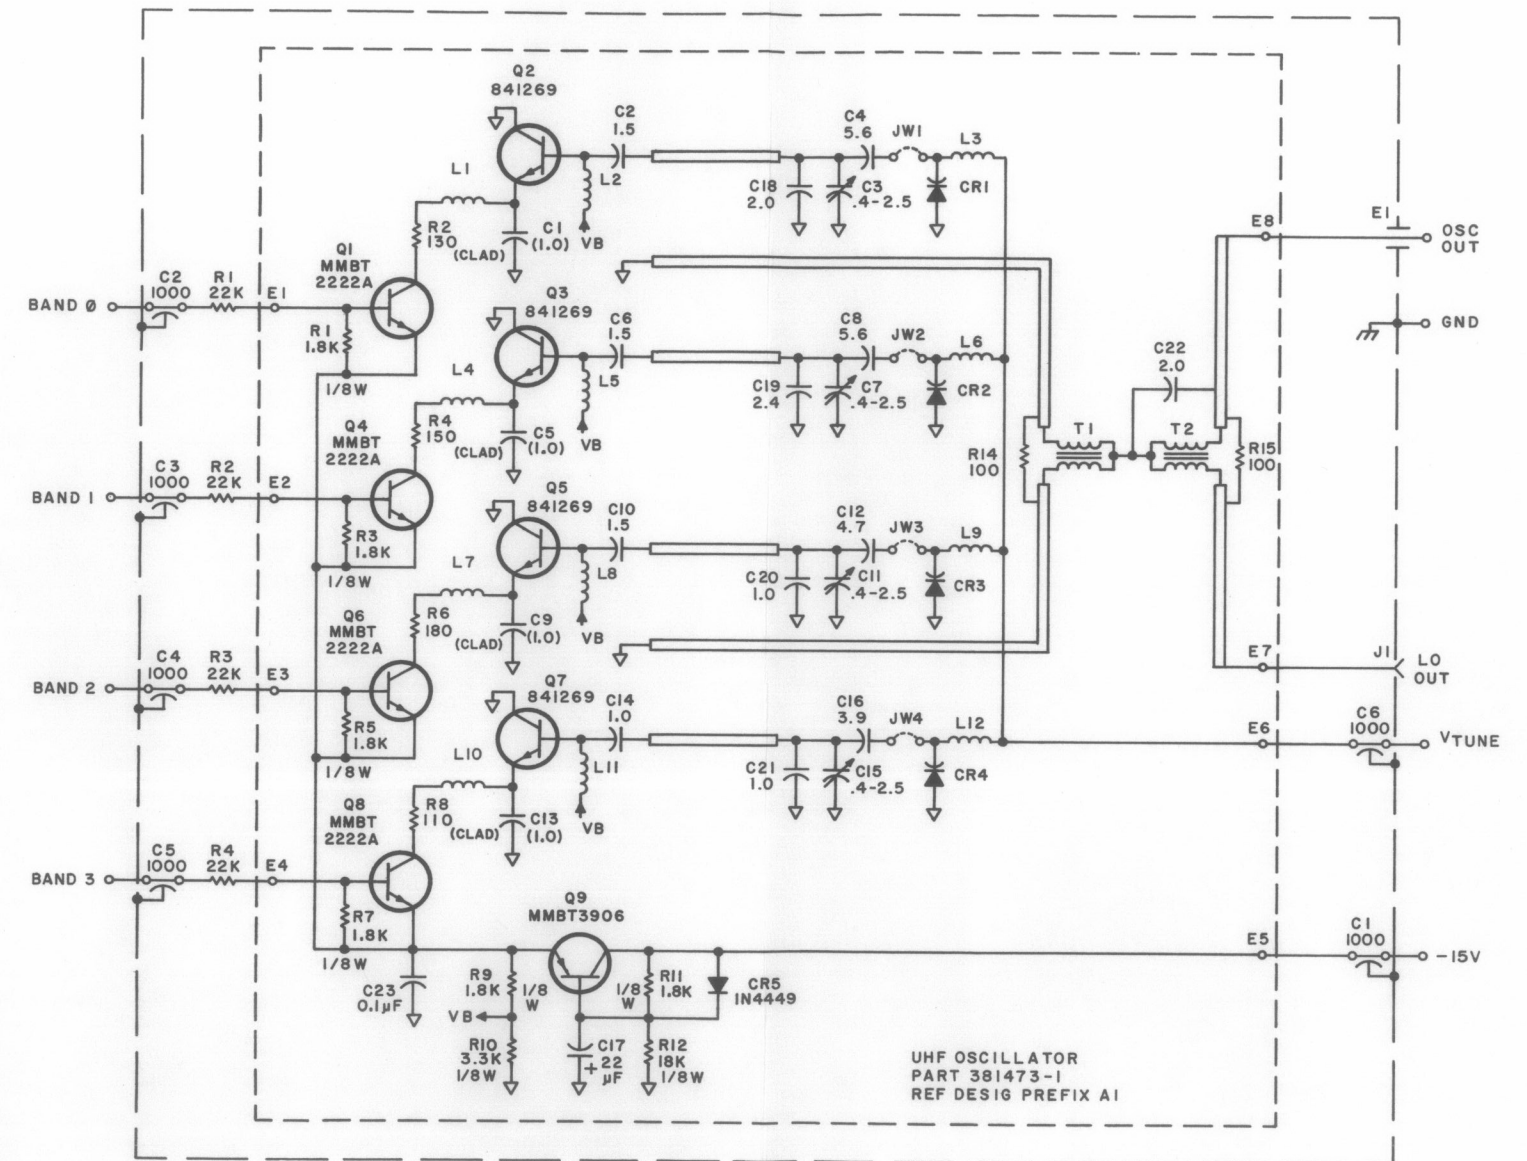 Q2
841269
C2
1.5
C4
5.6
JW1
L3
L1
L2
C18
2.0
C3
.4-2.5
CR1
R2
130
C1
(1.0)
(CLAD)
VB
E8
E1
OSC
OUT
Q1
MMBT
2222A
C2
1000
R1
22K
E1
BAND Ø
R1
1.8K
1/8W
Q3
841269
C6
1.5
C8
5.6
JW2
L6
GND
L4
L5
C19
2.4
C7
.4-2.5
CR2
C22
2.0
R4
150
C5
(1.0)
(CLAD)
VB
Q4
MMBT
2222A
T1
T2
R14
100
R15
100
C3
1000
R2
22K
E2
BAND 1
R3
1.8K
1/8W
Q5
841269
C10
1.5
C12
4.7
JW3
L9
L7
L8
C20
1.0
C11
.4-2.5
CR3
R6
180
C9
(1.0)
(CLAD)
VB
Q6
MMBT
2222A
C4
1000
R3
22K
E3
BAND 2
E7
J1
LO
OUT
R5
1.8K
1/8W
Q7
841269
C14
1.0
C16
3.9
JW4
L12
E6
C6
1000
VTUNE
L10
L11
C21
1.0
C15
.4-2.5
CR4
R8
110
C13
(1.0)
(CLAD)
VB
Q8
MMBT
2222A
C5
1000
R4
22K
E4
BAND 3
R7
1.8K
1/8W
Q9
MMBT3906
E5
C1
1000
-15V
C23
0.1µF
R9
1.8K
1/8
W
R11
1.8K
1/8
W
CR5
1N4449
VB
R10
3.3K
1/8W
C17
+ 22
µF
R12
18K
1/8W
UHF OSCILLATOR
PART 381473-1
REF DESIG PREFIX A1